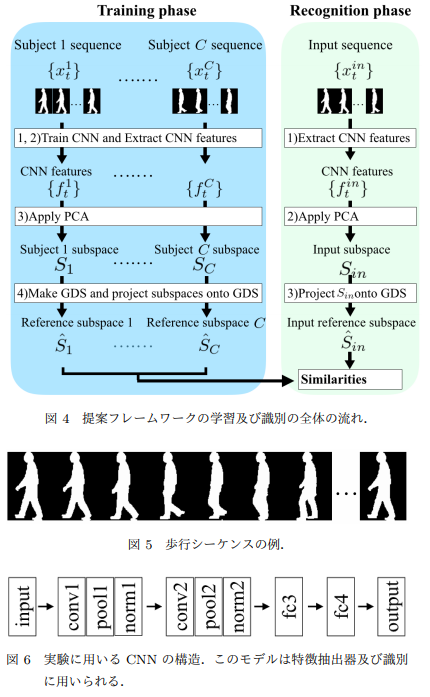 Training phase
Recognition phase
Subject 1 sequence
Subject C sequence
Input sequence
{x_t^1}
{x_t^C}
{x_t^{in}}
1, 2)Train CNN and Extract CNN features
1)Extract CNN features
CNN features
CNN features
{f_t^1}
{f_t^C}
{f_t^{in}}
3)Apply PCA
2)Apply PCA
Subject 1 subspace
Subject C subspace
Input subspace
S_1
S_C
S_{in}
4)Make GDS and project subspaces onto GDS
3)Project S_{in} onto GDS
Reference subspace 1
Reference subspace C
Input reference subspace
Ŝ_1
Ŝ_C
Ŝ_{in}
Similarities
図 4 提案フレームワークの学習及び識別の全体の流れ.
図 5 歩行シーケンスの例.
input
conv1
pool1
norm1
conv2
pool2
norm2
fc3
fc4
output
図 6 実験に用いる CNN の構造. このモデルは特徴抽出器及び識別
に用いられる.